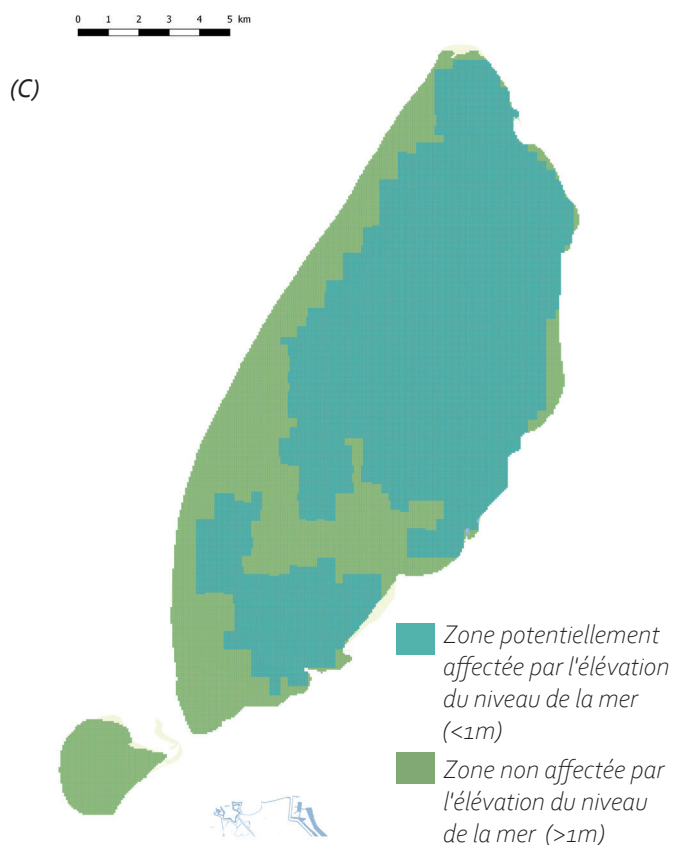 0 1 2 3 4 5 km
(C)
Zone potentiellement
affectée par l'élévation
du niveau de la mer
(<1m)
Zone non affectée par
l'élévation du niveau
de la mer (>1m)